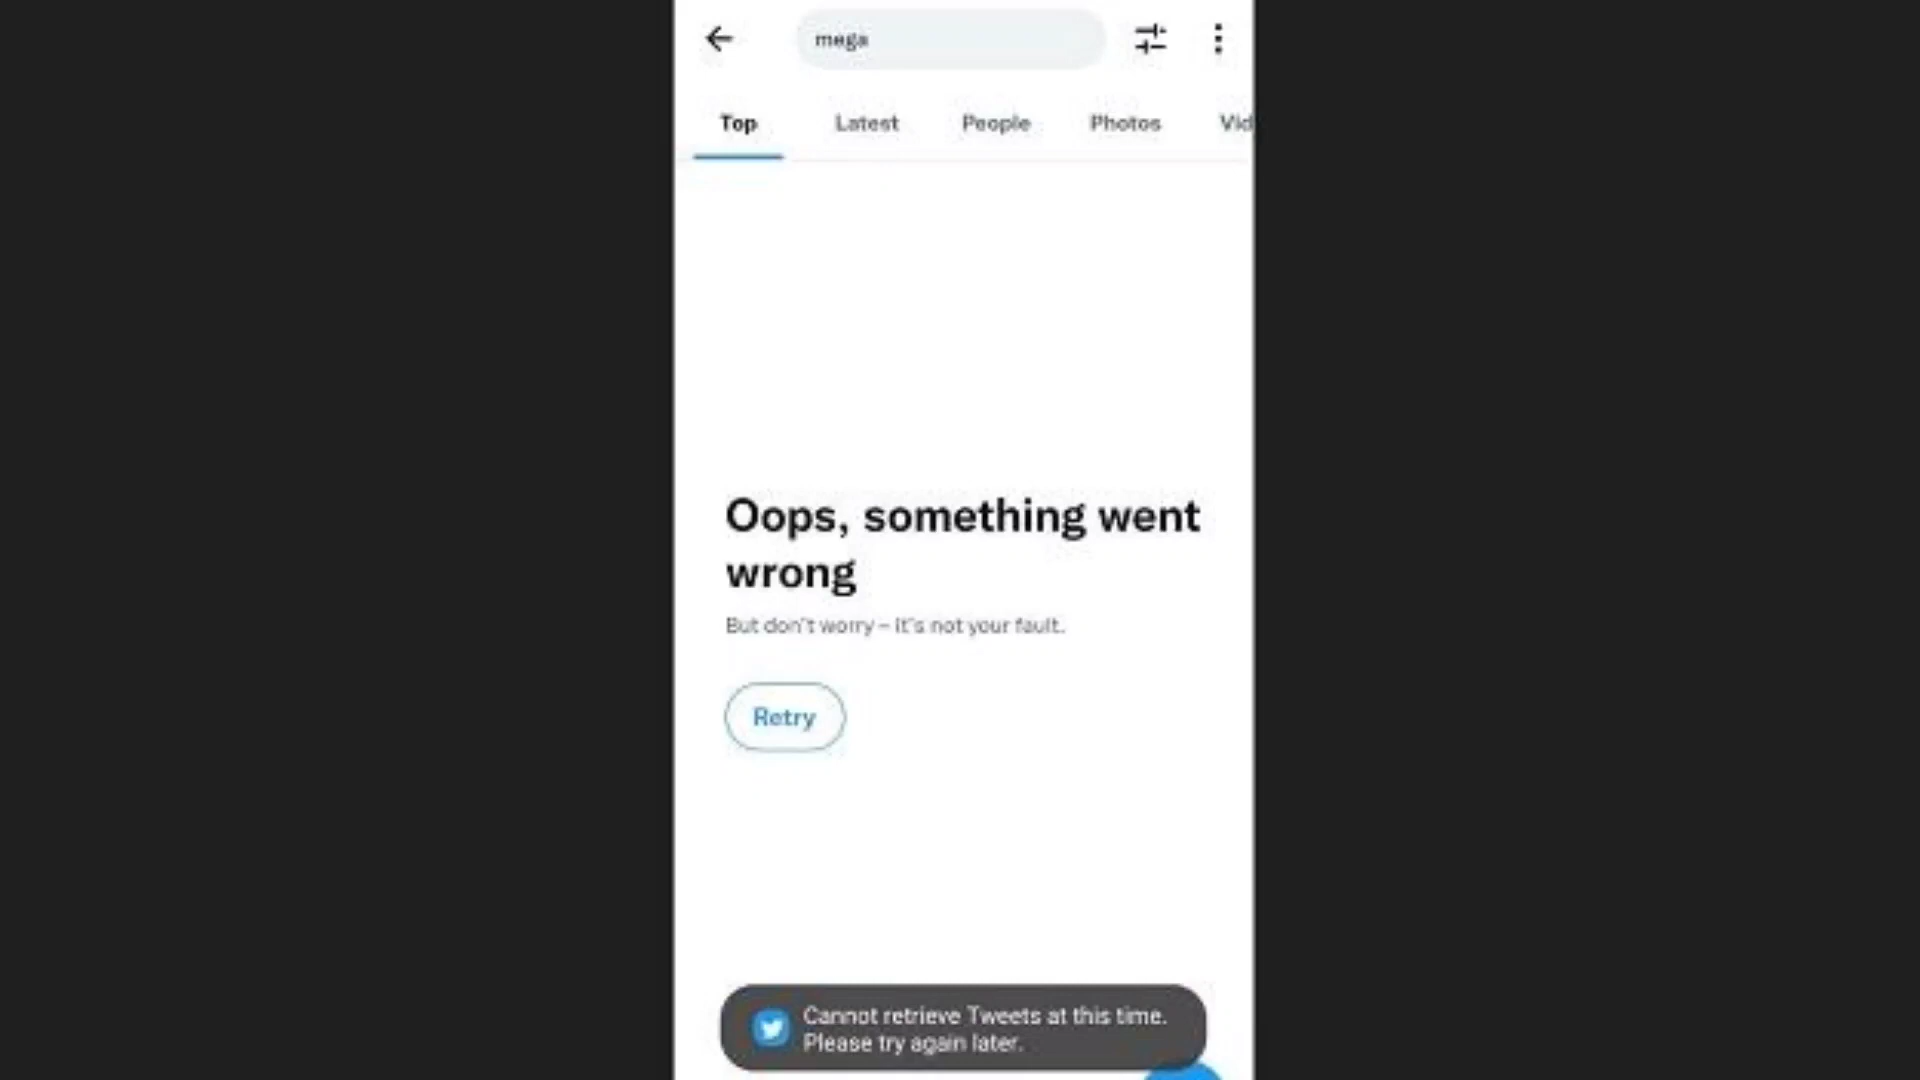 mega
Top Latest People Photos Vid
Oops, something went
wrong
But don't worry – it's not your fault.
Retry
Cannot retrieve Tweets at this time.
Please try again later.